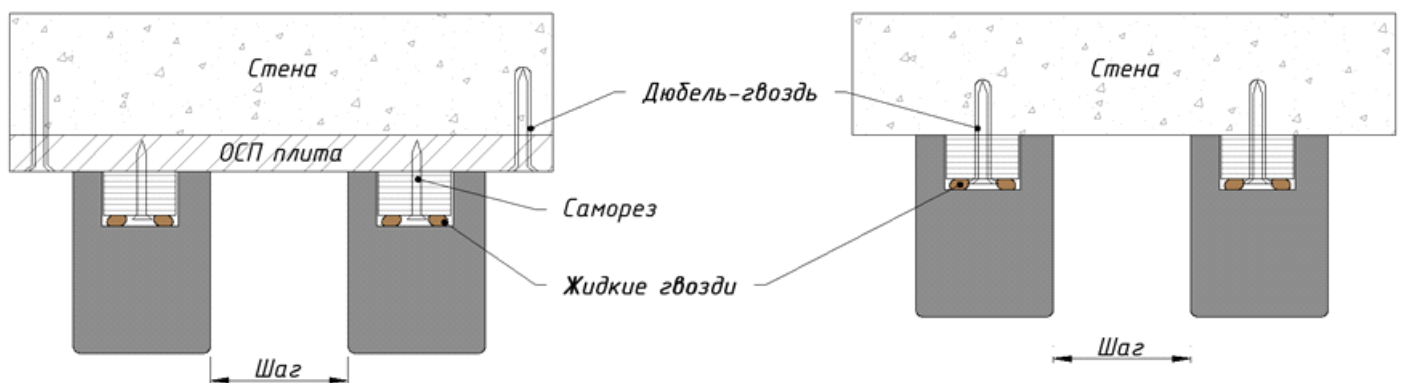 Стена
Стена
Дюбель-гвоздь
ОСП плита
Саморез
Жидкие гвозди
Шаг
Шаг